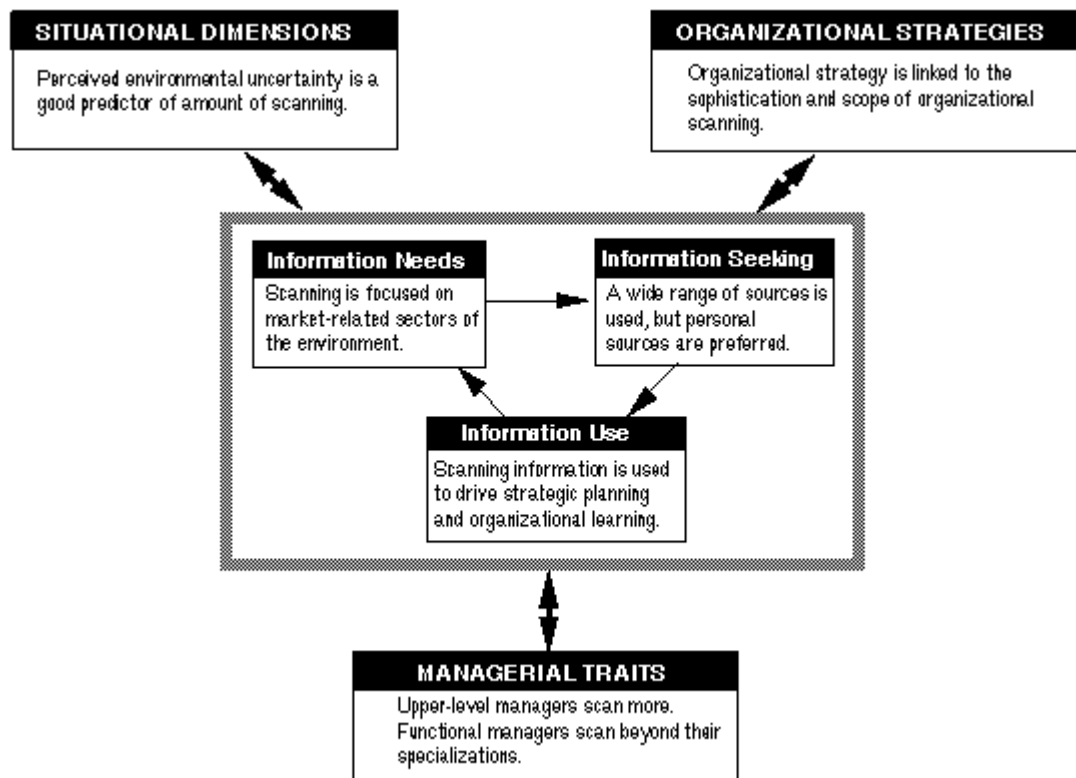 SITUATIONAL DIMENSIONS
Perceived environmental uncertainty is a
good predictor of amount of scanning.
ORGANIZATIONAL STRATEGIES
Organizational strategy is linked to the
sophistication and scope of organizational
scanning.
Information Needs
Scanning is focused on
market-related sectors of
the environment.
Information Seeking
A wide range of sources is
used, but personal
sources are preferred.
Information Use
Scanning information is used
to drive strategic planning
and organizational learning.
MANAGERIAL TRAITS
Upper-level managers scan more.
Functional managers scan beyond their
specializations.